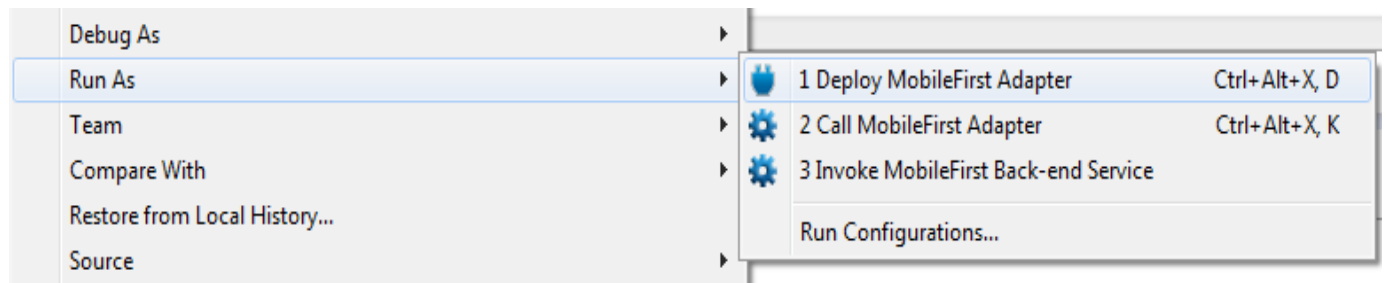 Debug As
Run As
Team
Compare With
Restore from Local History...
Source
1 Deploy MobileFirst Adapter Ctrl+Alt+X, D
2 Call MobileFirst Adapter Ctrl+Alt+X, K
3 Invoke MobileFirst Back-end Service
Run Configurations...